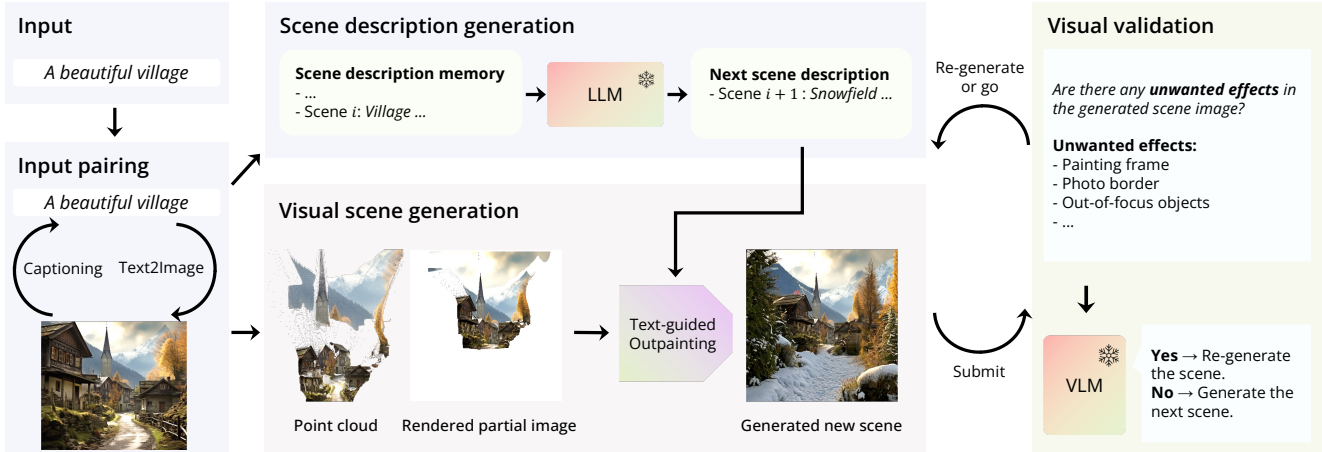 Input
A beautiful village
Input pairing
A beautiful village
Captioning
Text2Image
Scene description generation
Scene description memory
- ...
- Scene i: Village ...
LLM
Next scene description
- Scene i + 1 : Snowfield ...
Visual scene generation
Point cloud
Rendered partial image
Text-guided
Outpainting
Generated new scene
Re-generate
or go
Submit
Visual validation
Are there any unwanted effects in
the generated scene image?
Unwanted effects:
- Painting frame
- Photo border
- Out-of-focus objects
- ...
VLM
Yes → Re-generate
the scene.
No → Generate the
next scene.